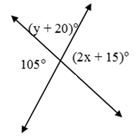 (y + 20)°
105°
(2x + 15)°